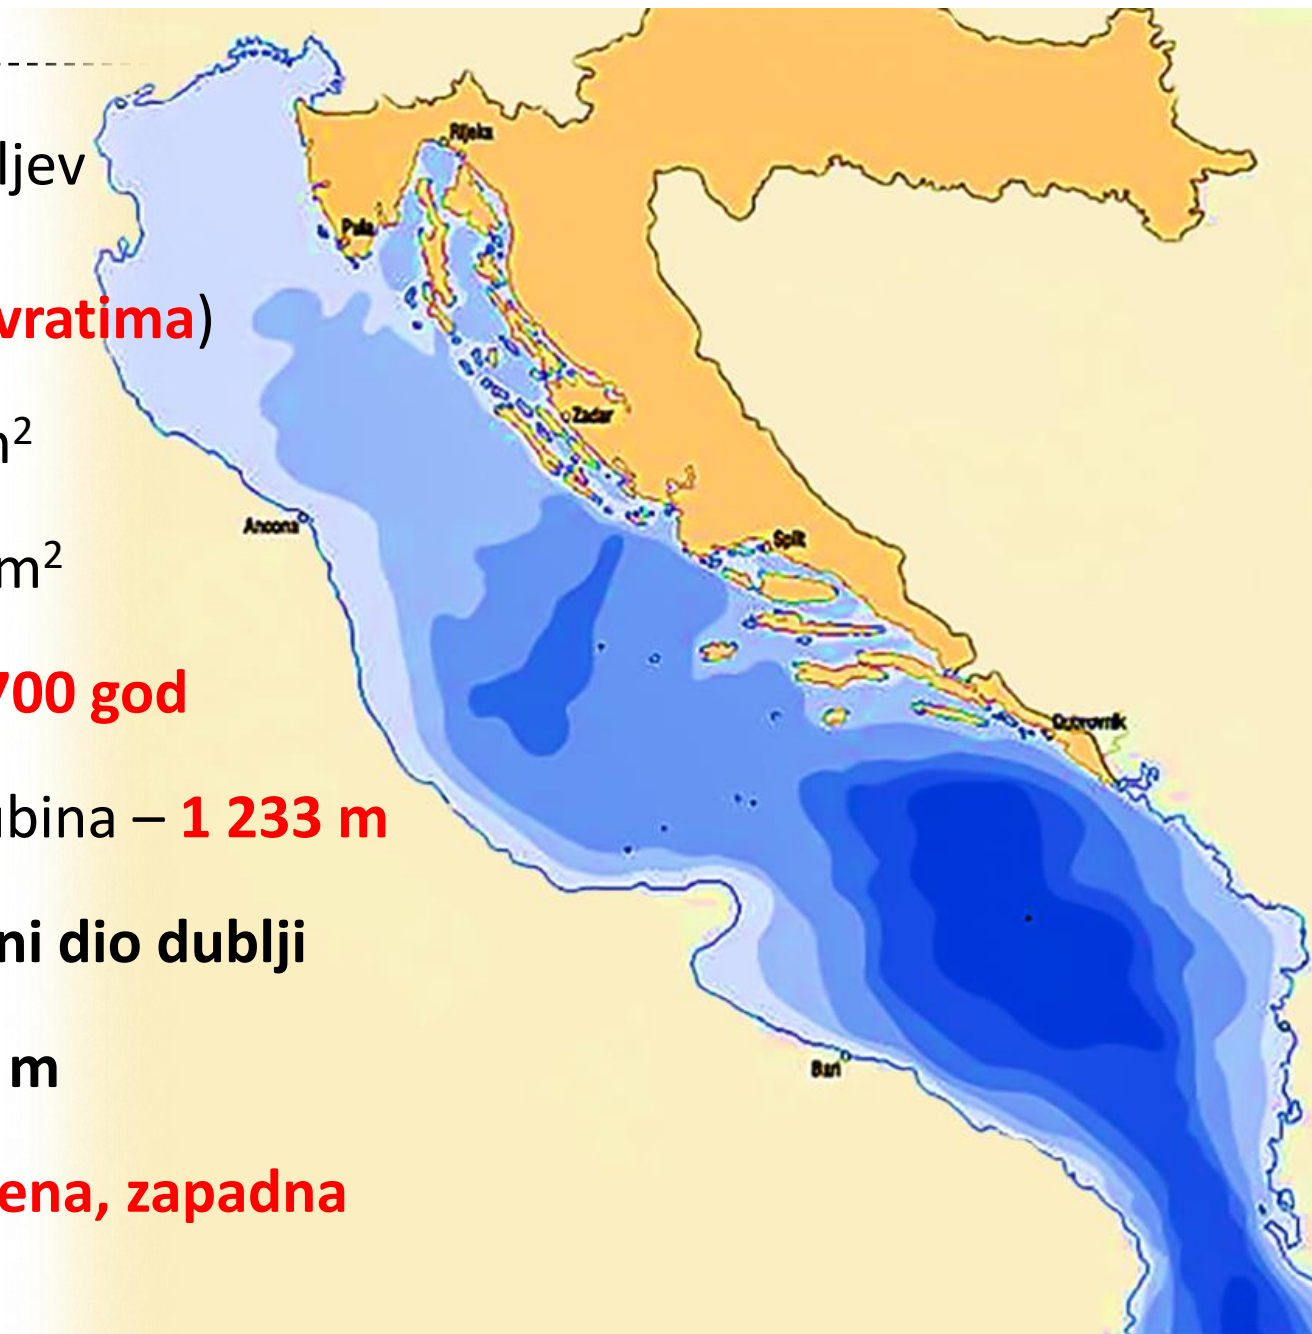 ljev
vratima)
m²
m²
700 god
ubina – 1 233 m
ni dio dublji
m
ena, zapadna
Rijeka
Pula
Zadar
Ancona
Split
Dubrovnik
Bari